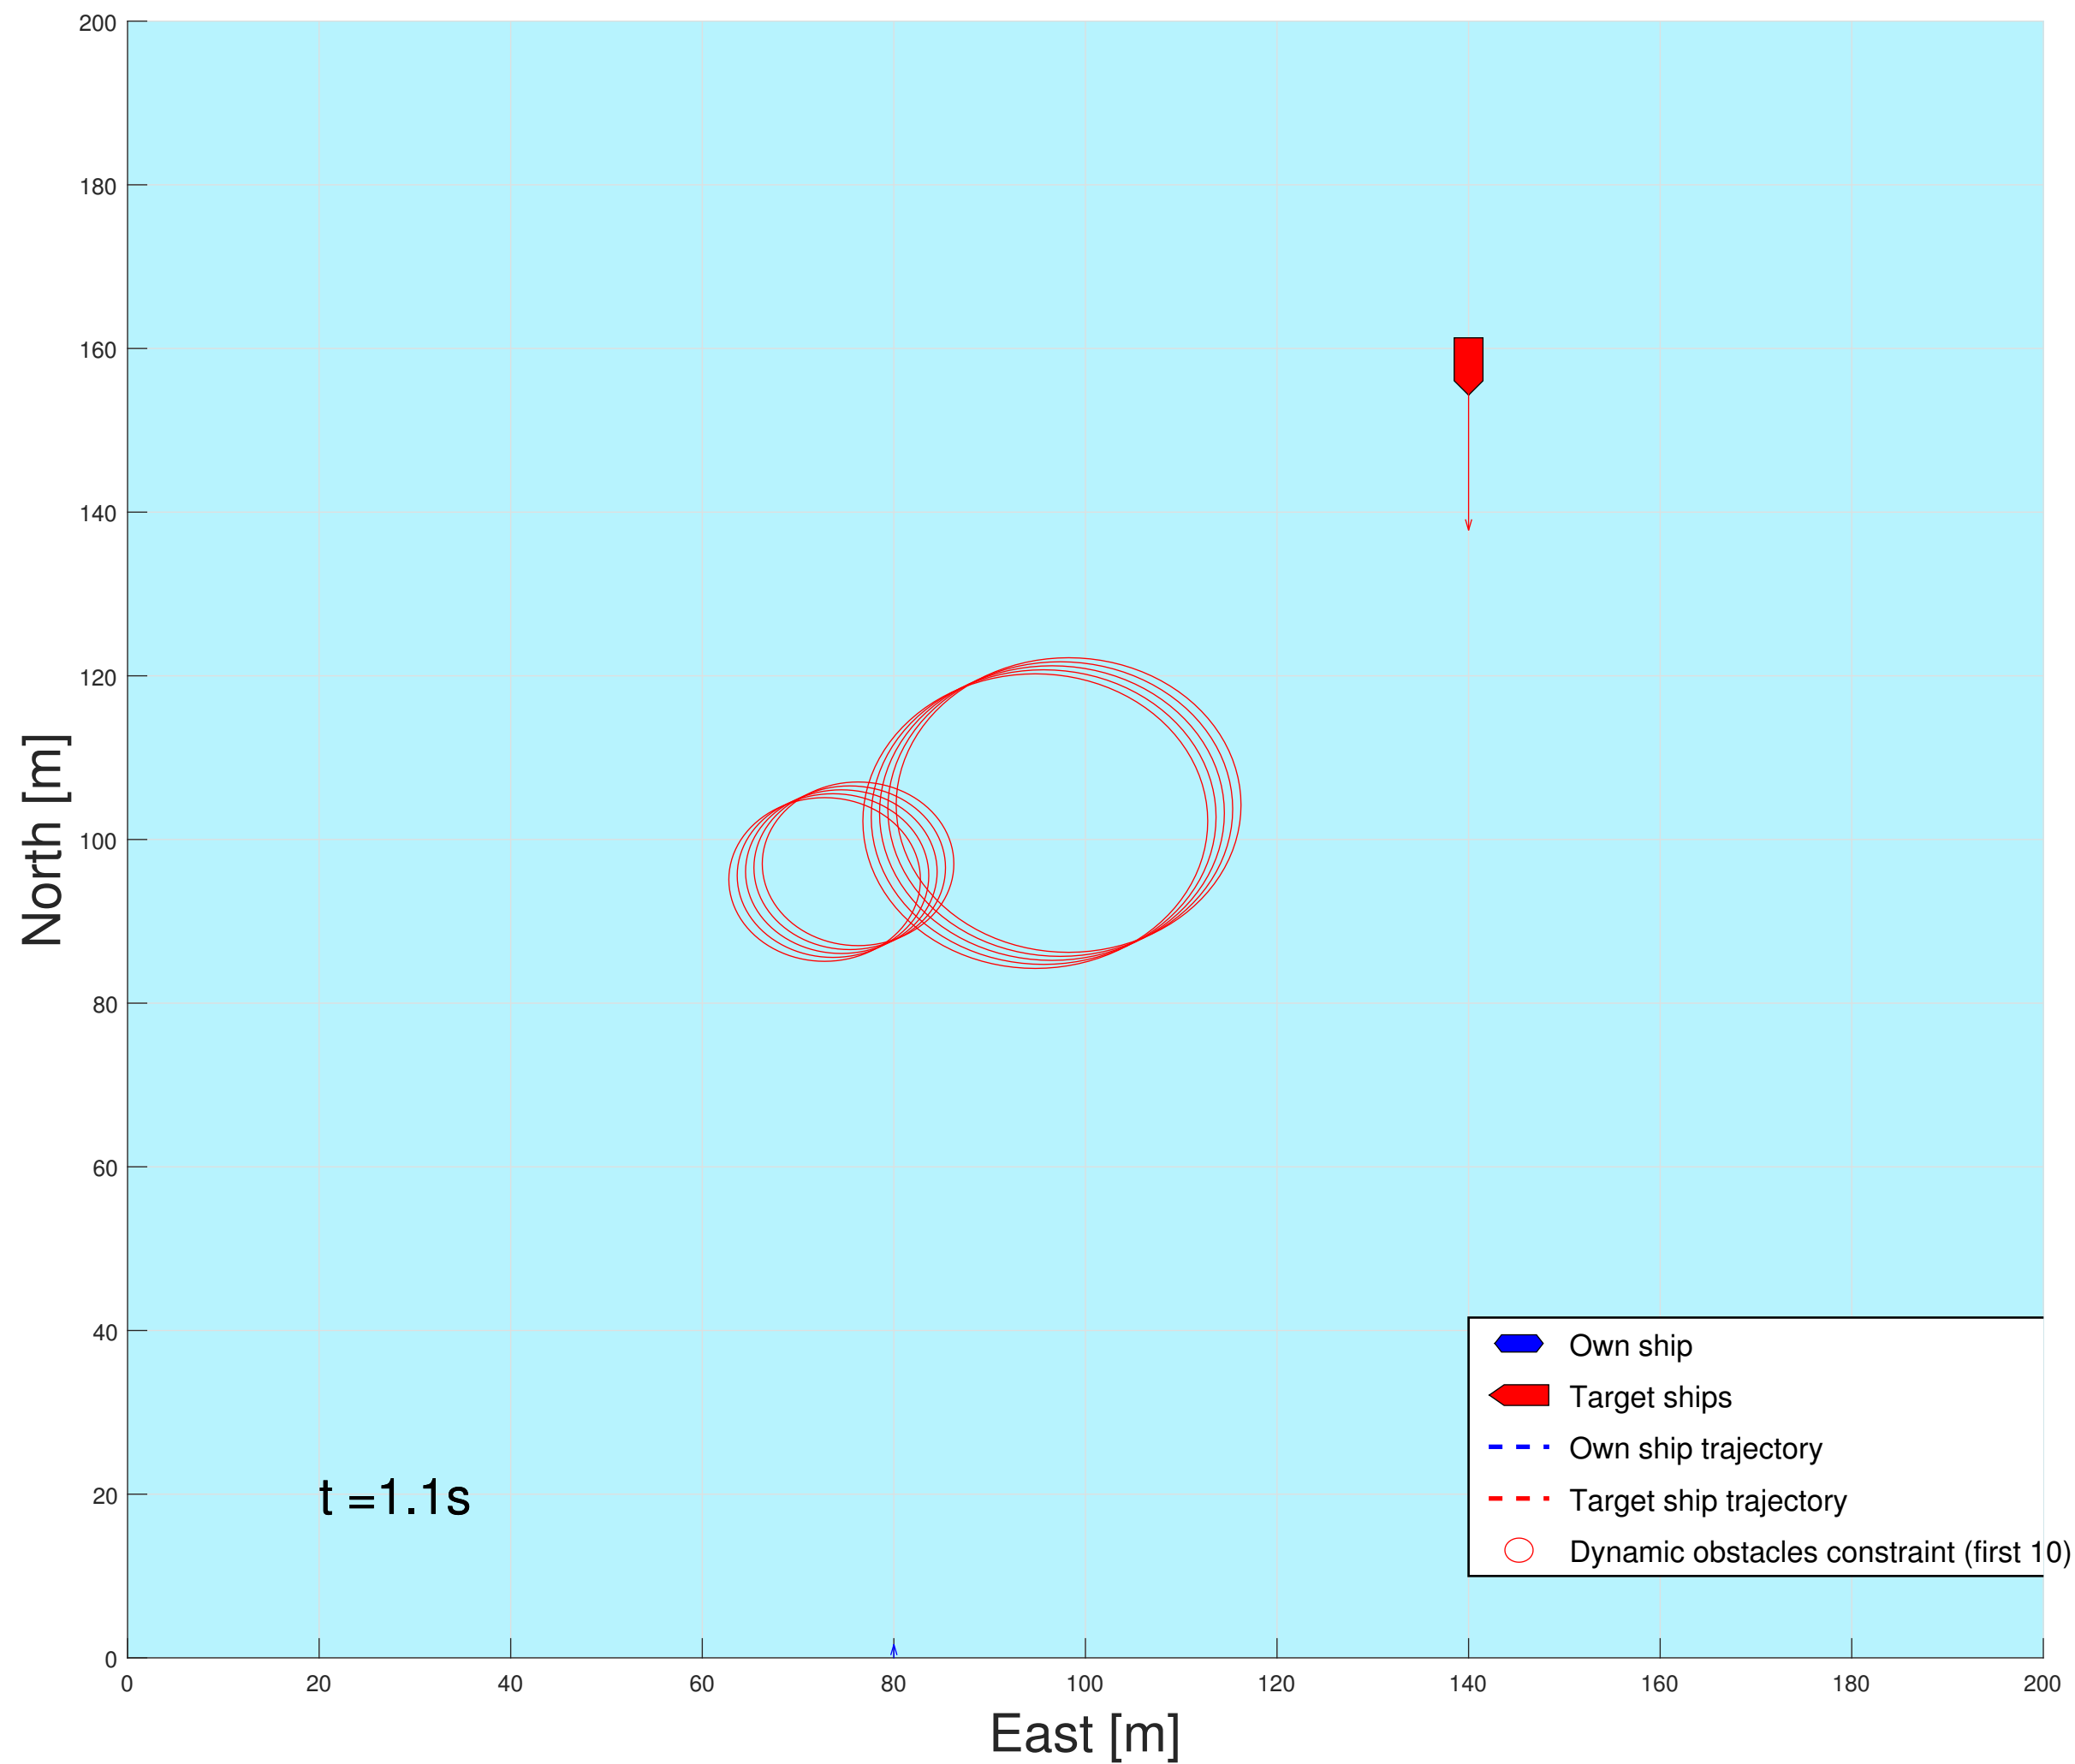 200
180
160
140
120
100
80
60
40
20
0
North [m]
t =1.1s
Own ship
Target ships
Own ship trajectory
Target ship trajectory
Dynamic obstacles constraint (first 10)
0 20 40 60 80 100 120 140 160 180 200
East [m]